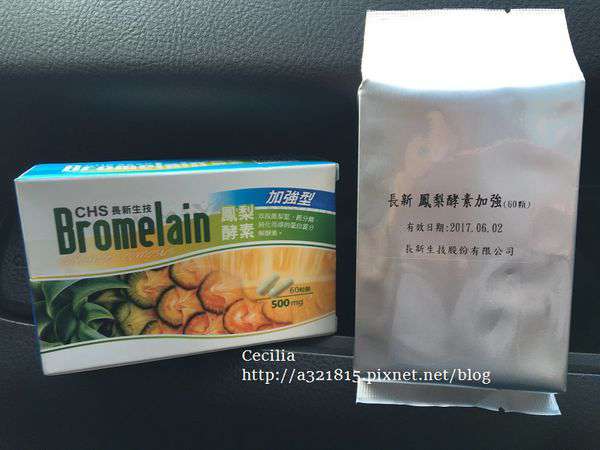 Bromelain
CHS 長新生技
Bromelain
加強型
鳳梨
酵素
60粒裝
500mg
長新 鳳梨酵素加強(60顆)
有效日期:2017.06.02
長新生技股份有限公司
Cecilia
http://a321815.pixnet.net/blog